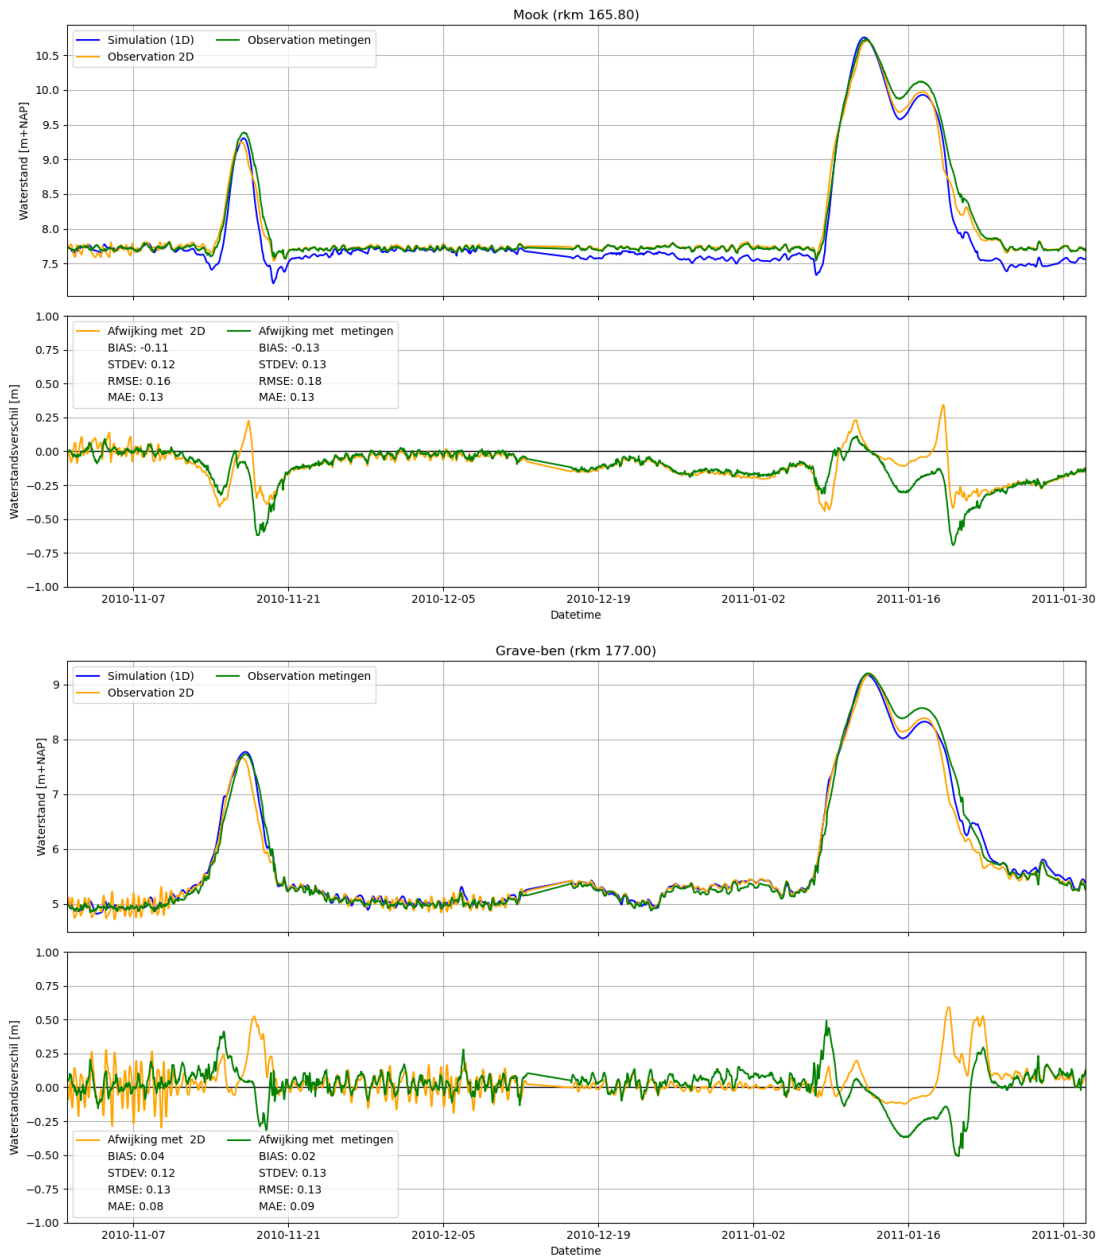 Mook (rkm 165.80)
Simulation (1D) Observation metingen
Observation 2D
Waterstand [m+NAP]
10.5
10.0
9.5
9.0
8.5
8.0
7.5
Afwijking met 2D Afwijking met metingen
BIAS: -0.11 BIAS: -0.13
STDEV: 0.12 STDEV: 0.13
RMSE: 0.16 RMSE: 0.18
MAE: 0.13 MAE: 0.13
Waterstandsverschil [m]
1.00
0.75
0.50
0.25
0.00
−0.25
−0.50
−0.75
−1.00
2010-11-07 2010-11-21 2010-12-05 2010-12-19 2011-01-02 2011-01-16 2011-01-30
Datetime
Grave-ben (rkm 177.00)
Simulation (1D) Observation metingen
Observation 2D
Waterstand [m+NAP]
9
8
7
6
5
Waterstandsverschil [m]
1.00
0.75
0.50
0.25
0.00
−0.25
−0.50
−0.75
−1.00
Afwijking met 2D Afwijking met metingen
BIAS: 0.04 BIAS: 0.02
STDEV: 0.12 STDEV: 0.13
RMSE: 0.13 RMSE: 0.13
MAE: 0.08 MAE: 0.09
2010-11-07 2010-11-21 2010-12-05 2010-12-19 2011-01-02 2011-01-16 2011-01-30
Datetime